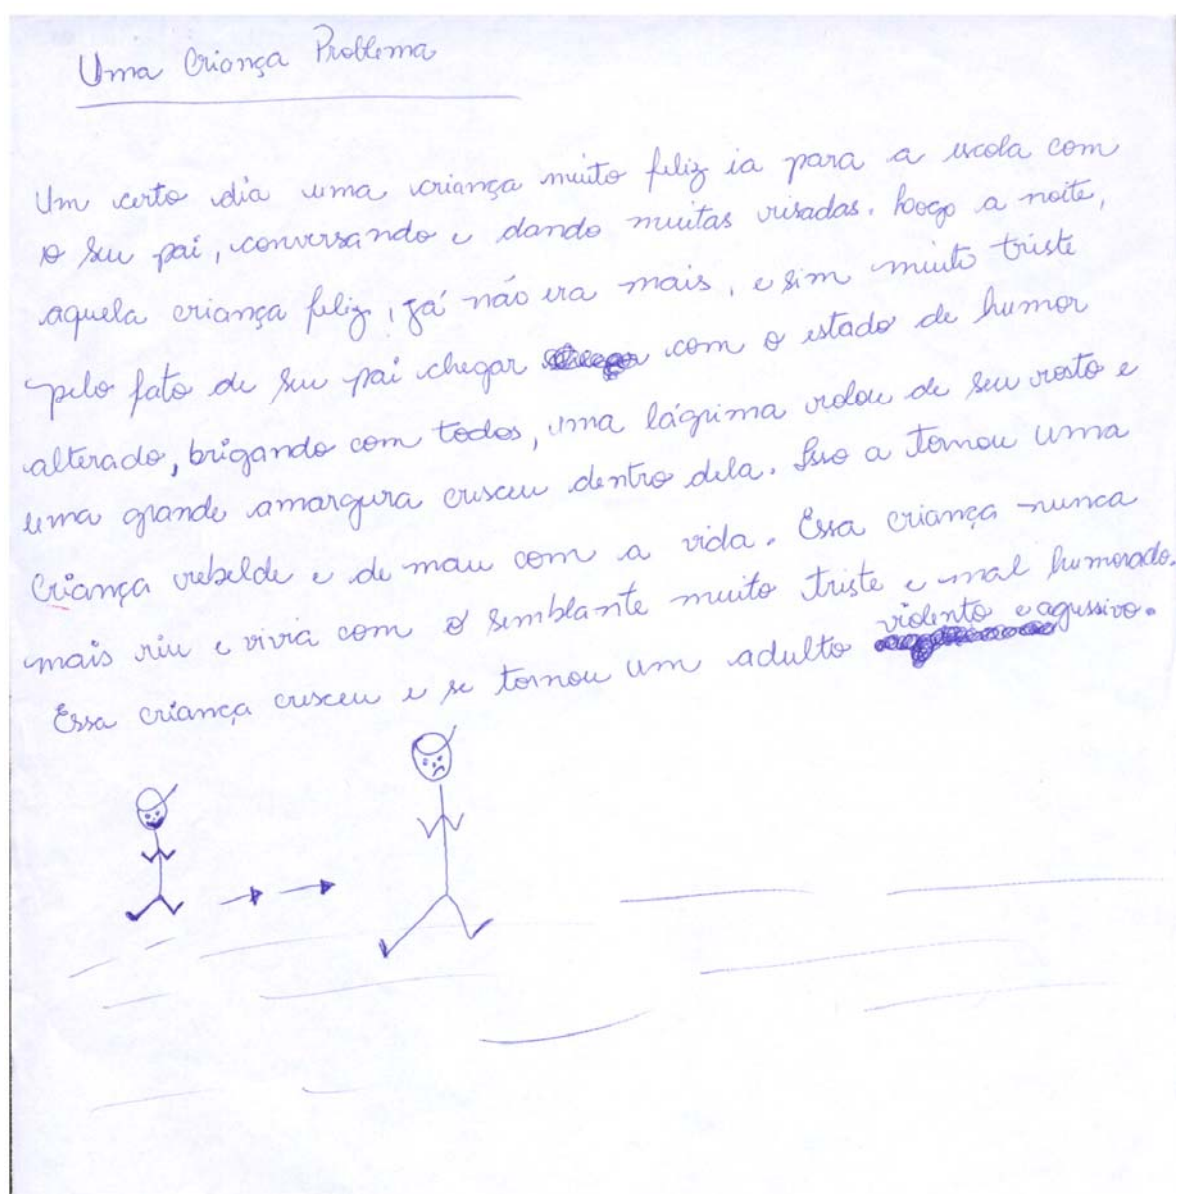 Uma Criança Problema
Um certo dia uma criança muito feliz ia para a escola com
o seu pai, conversando e dando muitas risadas. Logo a noite,
aquela criança feliz, já não era mais, e sim muito triste
pelo fato de seu pai chegar com o estado de humor
alterado, brigando com todos, uma lágrima rolou de seu rosto e
uma grande amargura cresceu dentro dela. Isso a tornou uma
Criança rebelde e de mau com a vida. Essa criança nunca
mais riu e vivia com o semblante muito triste e mal humorado.
Essa criança cresceu e se tornou um adulto violento e agressivo.